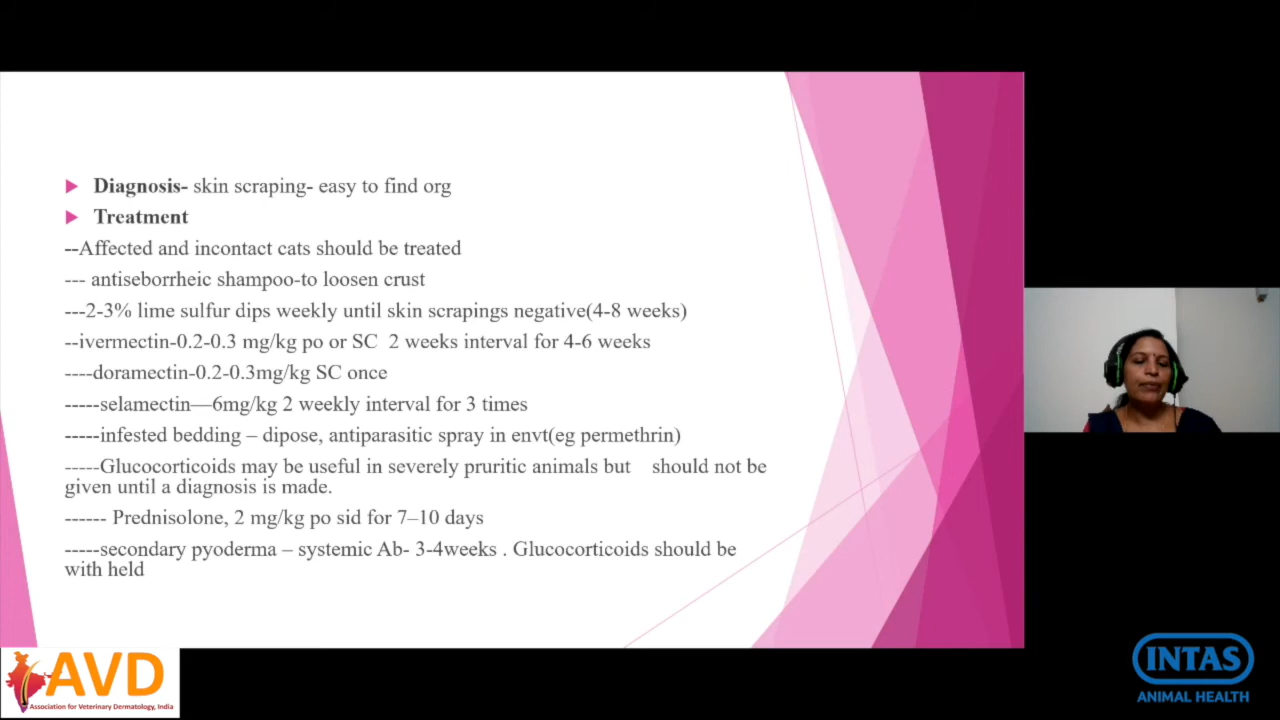 Diagnosis- skin scraping- easy to find org
Treatment
--Affected and incontact cats should be treated
--- antiseborrheic shampoo-to loosen crust
---2-3% lime sulfur dips weekly until skin scrapings negative(4-8 weeks)
--ivermectin-0.2-0.3 mg/kg po or SC 2 weeks interval for 4-6 weeks
----doramectin-0.2-0.3mg/kg SC once
-----selamectin—6mg/kg 2 weekly interval for 3 times
-----infested bedding – dipose, antiparasitic spray in envt(eg permethrin)
-----Glucocorticoids may be useful in severely pruritic animals but should not be
given until a diagnosis is made.
------ Prednisolone, 2 mg/kg po sid for 7–10 days
-----secondary pyoderma – systemic Ab- 3-4weeks . Glucocorticoids should be
with held
AVD
Association for Veterinary Dermatology, India
INTAS
ANIMAL HEALTH